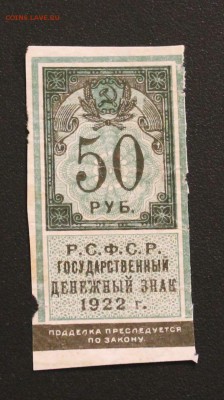 COINS.LAVE.RU
50
РУБ.
Р.С.Ф.С.Р.
ГОСУДАРСТВЕННЫЙ
ДЕНЕЖНЫЙ ЗНАК
1922 г.
ПОДДЕЛКА ПРЕСЛЕДУЕТСЯ
ПО ЗАКОНУ.